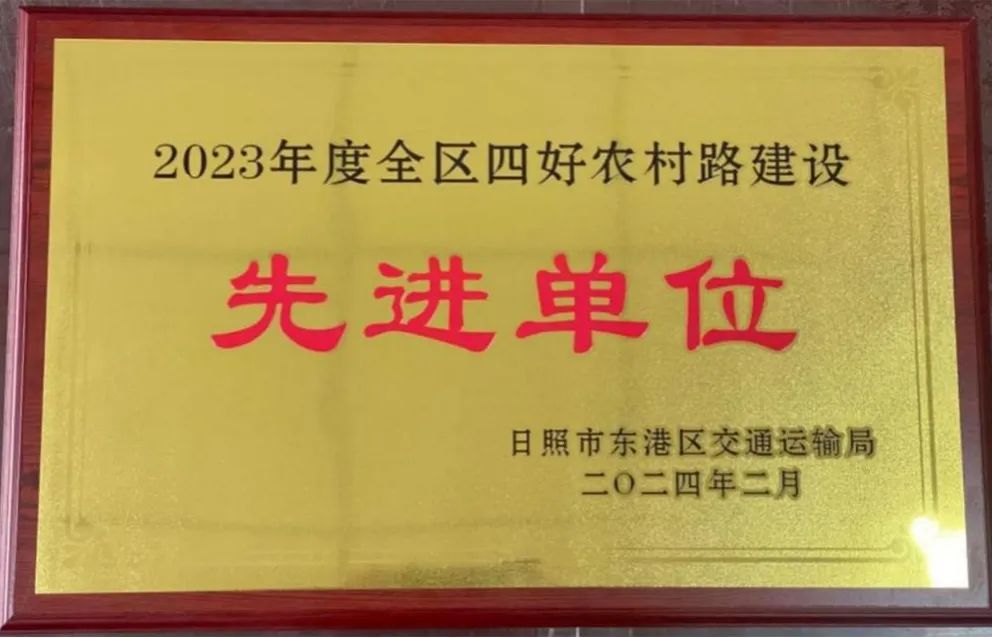 2023年度全区四好农村路建设
先进单位
日照市东港区交通运输局
二〇二四年二月